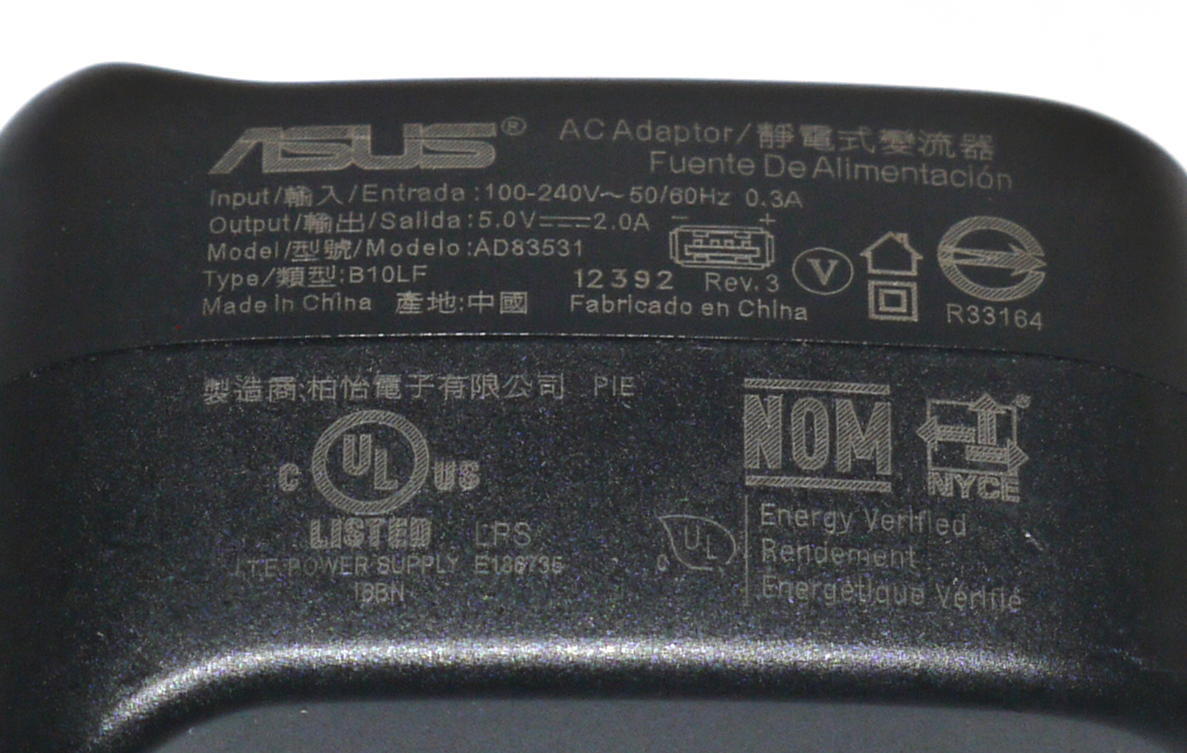 ASUS® AC Adaptor/靜電式變流器
Fuente De Alimentación
Input/輸入/Entrada:100-240V～50/60Hz 0.3A
Output/輸出/Salida:5.0V⎓2.0A － +
Model/型號/Modelo:AD83531
Type/類型:B10LF 12392 Rev.3
Made in China 產地:中國 Fabricado en China
V
R33164
製造商:柏怡電子有限公司 PIE
NOM
NYCE®
C UL US
LISTED LPS
I.T.E POWER SUPPLY E186736
19BN
C UL
Energy Verified
Rendement
Énergétique Vérifié